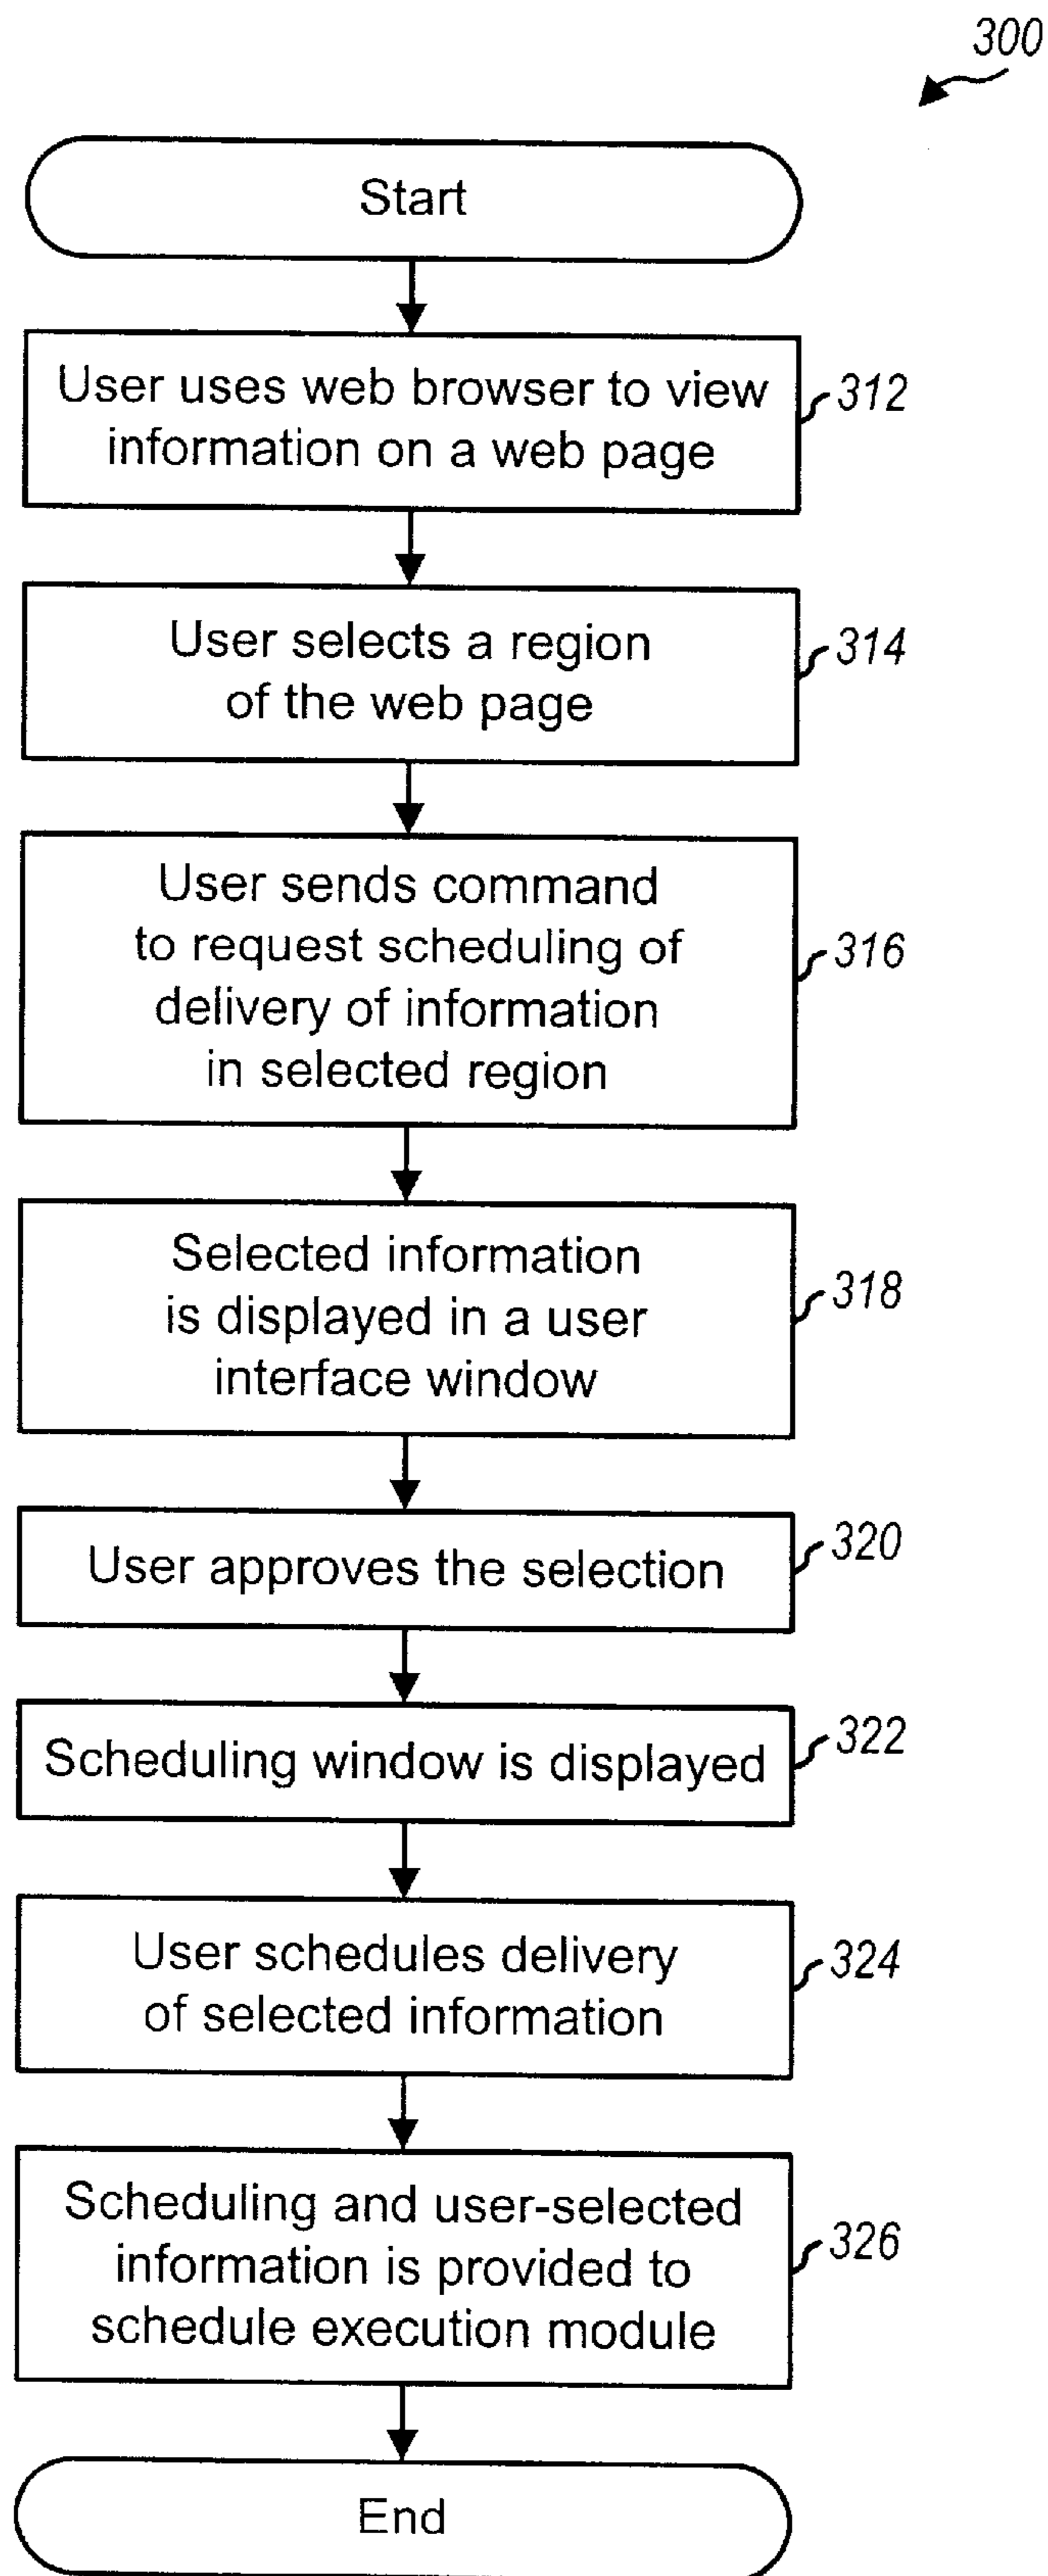 300
Start
User uses web browser to view
information on a web page
312
User selects a region
of the web page
314
User sends command
to request scheduling of
delivery of information
in selected region
316
Selected information
is displayed in a user
interface window
318
User approves the selection
320
Scheduling window is displayed
322
User schedules delivery
of selected information
324
Scheduling and user-selected
information is provided to
schedule execution module
326
End